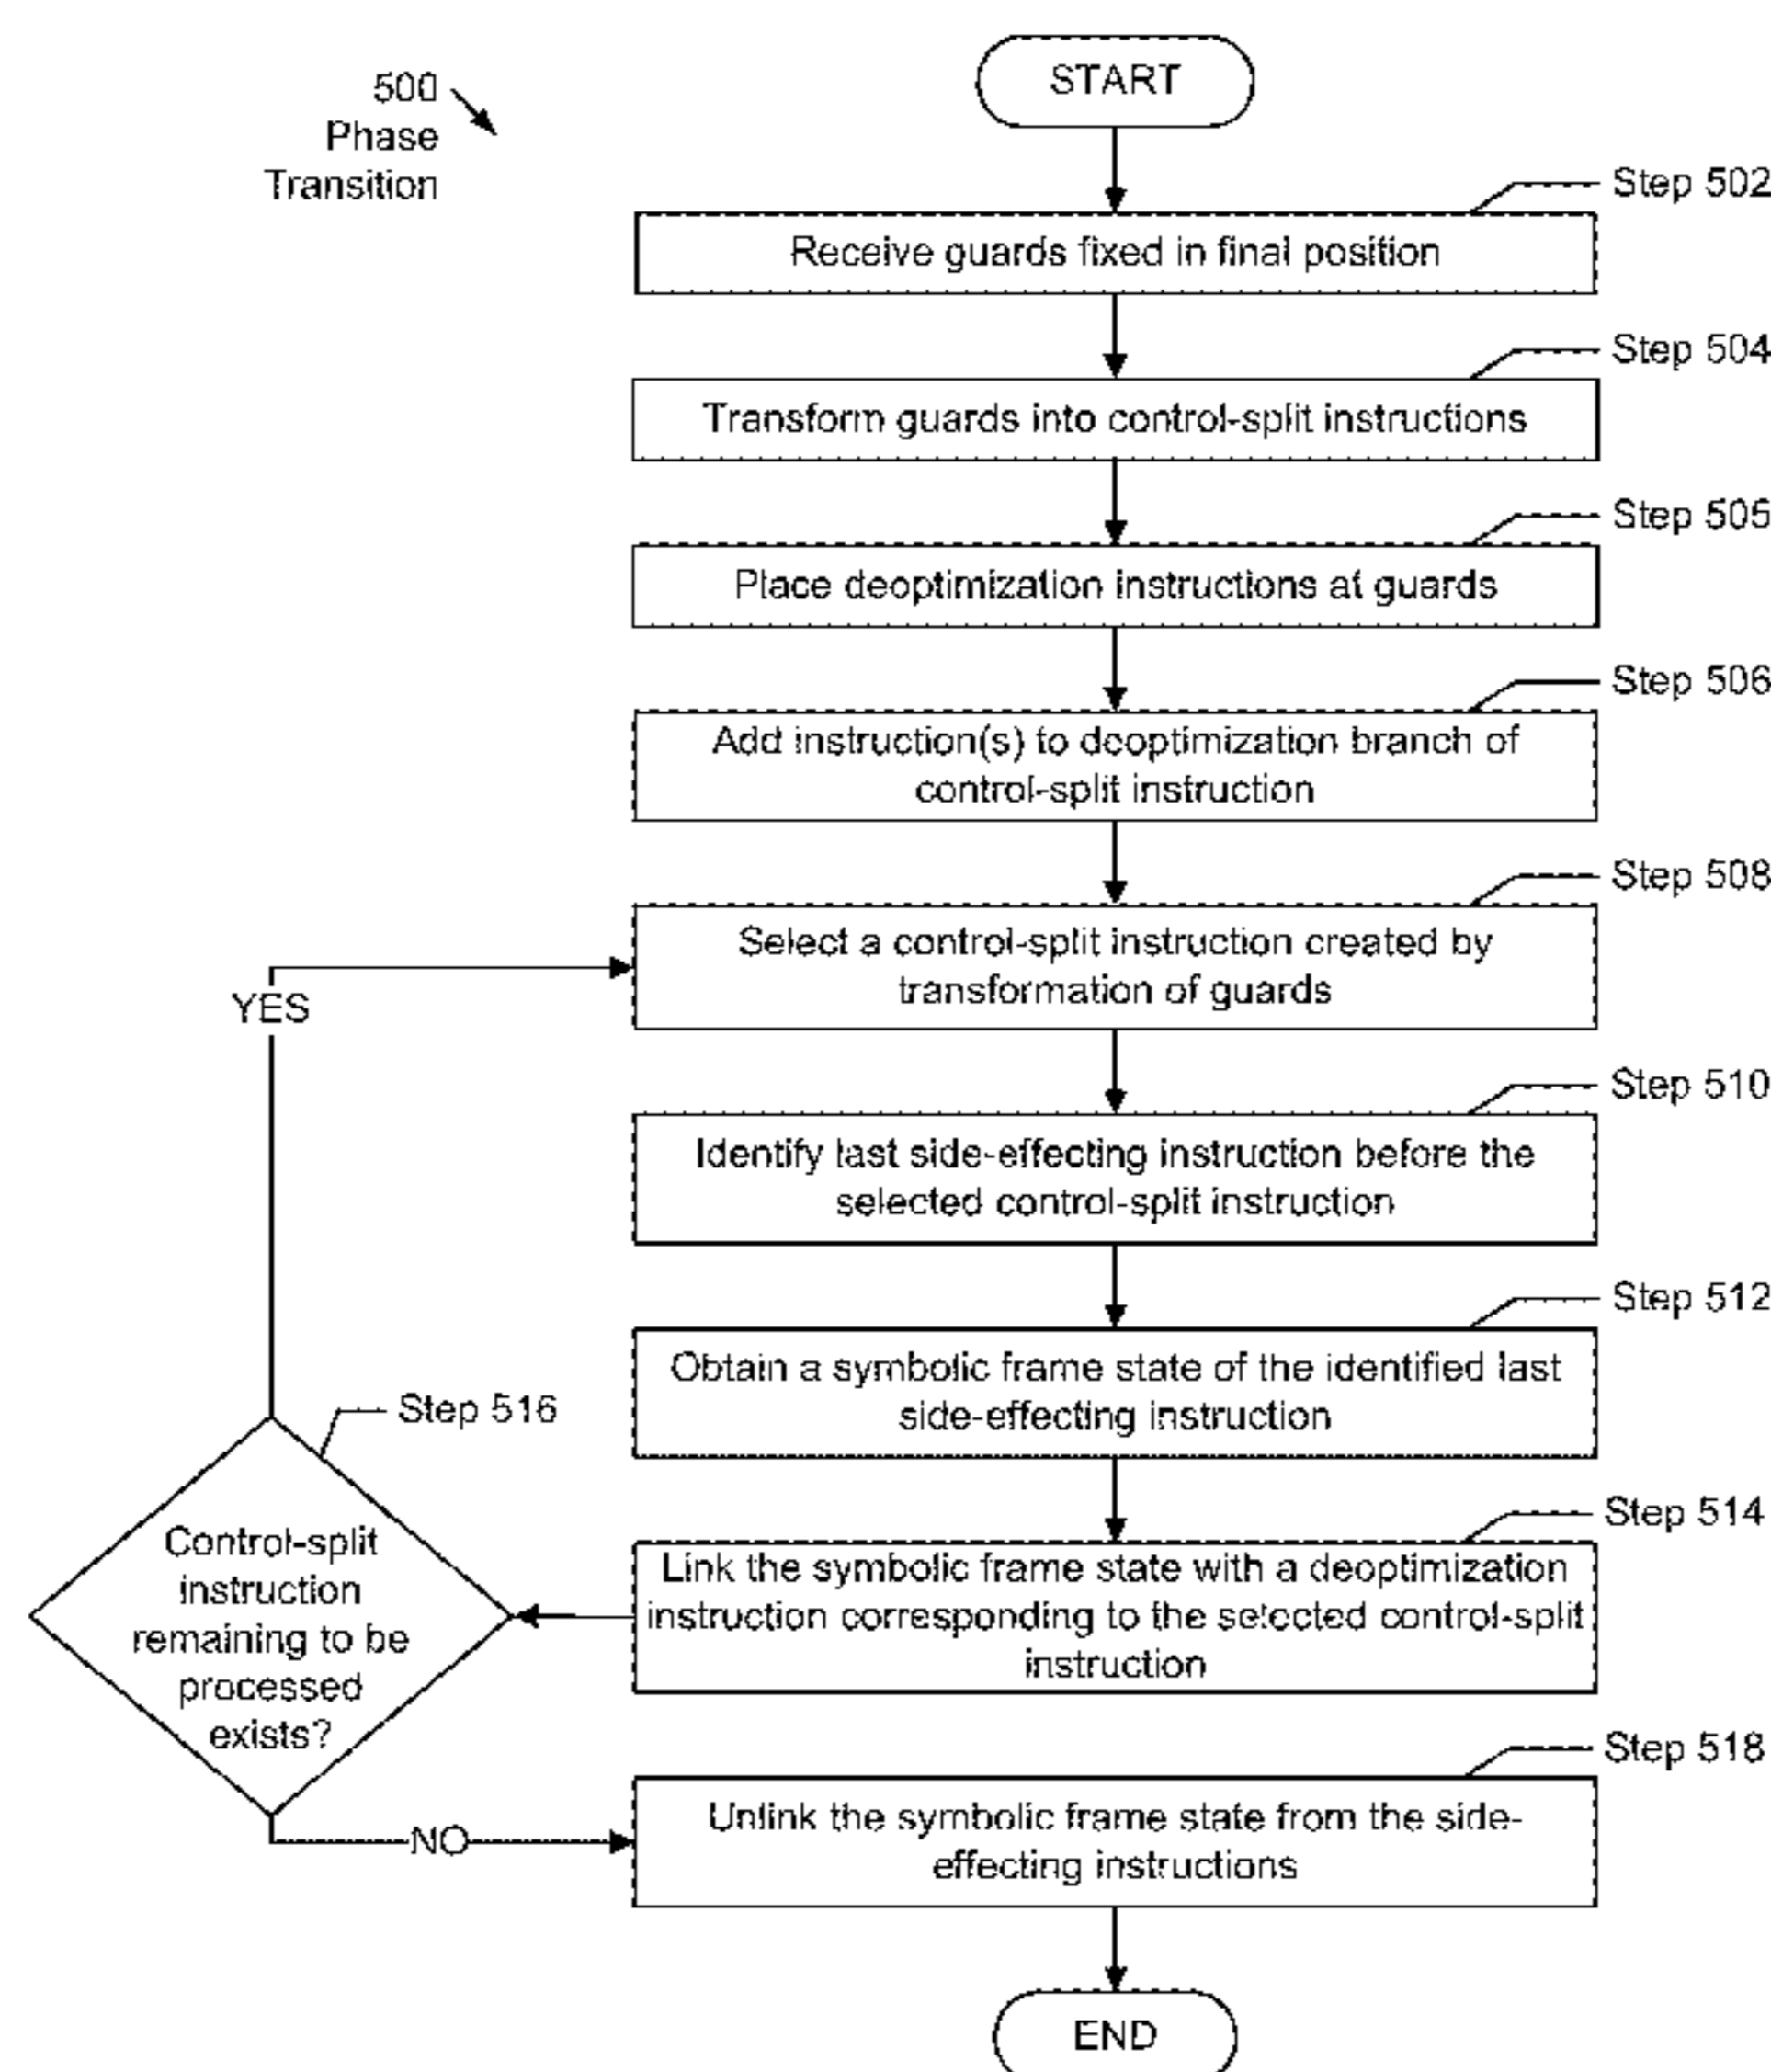 500
Phase
Transition
START
Step 502
Receive guards fixed in final position
Step 504
Transform guards into control-split instructions
Step 505
Place deoptimization instructions at guards
Step 506
Add instruction(s) to deoptimization branch of
control-split instruction
Step 508
Select a control-split instruction created by
transformation of guards
YES
Step 510
Identify last side-effecting instruction before the
selected control-split instruction
Step 512
Obtain a symbolic frame state of the identified last
side-effecting instruction
Step 514
Link the symbolic frame state with a deoptimization
instruction corresponding to the selected control-split
instruction
Step 516
Control-split
instruction
remaining to be
processed
exists?
NO
Step 518
Unlink the symbolic frame state from the side-
effecting instructions
END